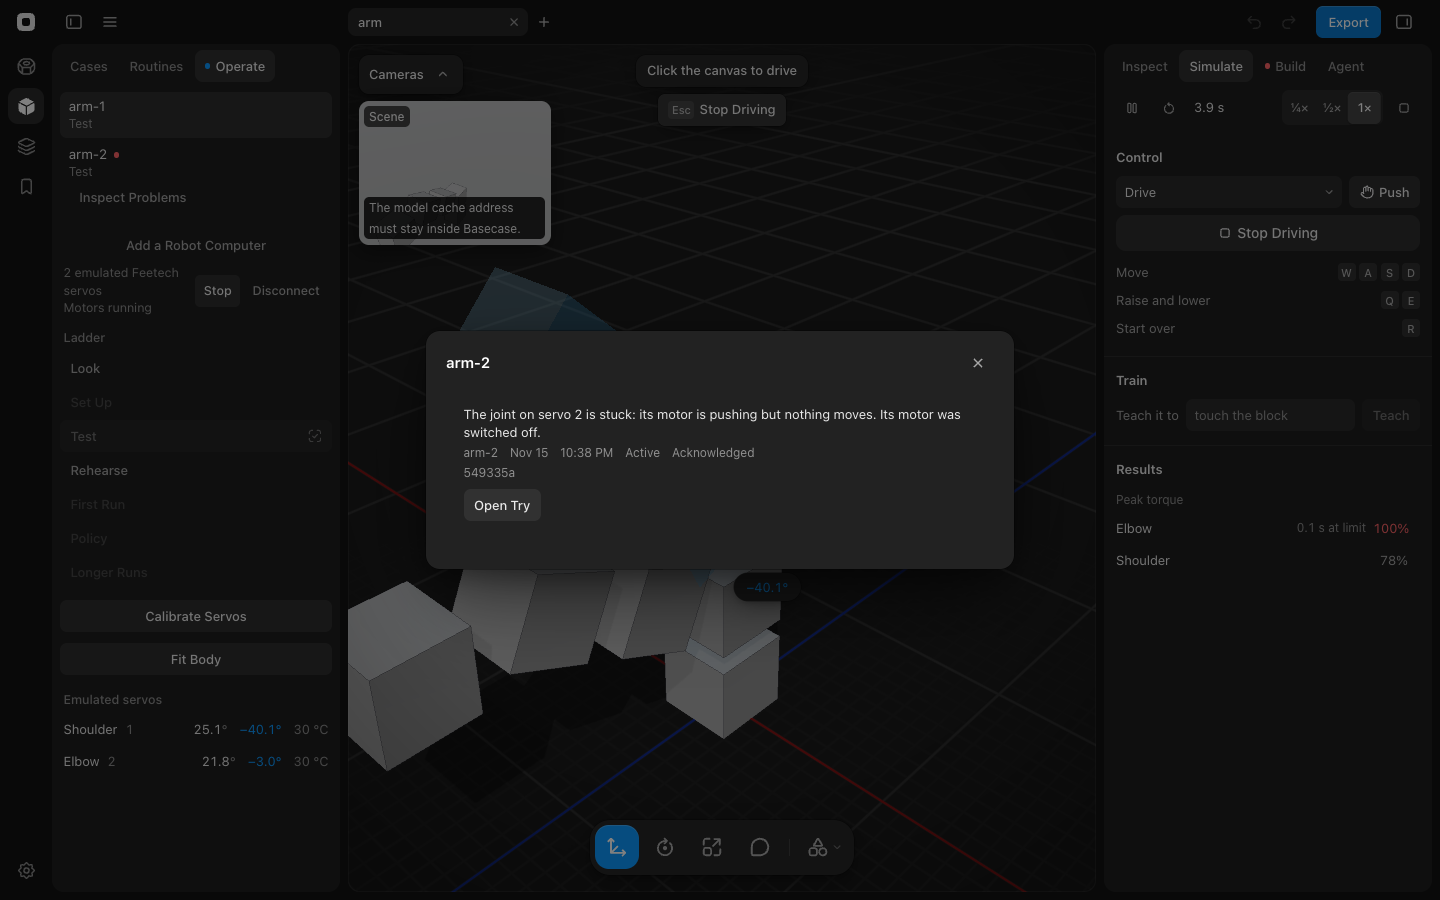 arm
Export
Cases
Routines
Operate
arm-1
Test
arm-2
Test
Inspect Problems
Add a Robot Computer
2 emulated Feetech
servos
Motors running
Stop
Disconnect
Ladder
Look
Set Up
Test
Rehearse
First Run
Policy
Longer Runs
Calibrate Servos
Fit Body
Emulated servos
Shoulder 1 25.1° −40.1° 30 °C
Elbow 2 21.8° −3.0° 30 °C
Cameras
Scene
The model cache address
must stay inside Basecase.
Click the canvas to drive
Esc Stop Driving
arm-2
The joint on servo 2 is stuck: its motor is pushing but nothing moves. Its motor was
switched off.
arm-2 Nov 15 10:38 PM Active Acknowledged
549335a
Open Try
−40.1°
Inspect
Simulate
Build
Agent
3.9 s
¼× ½× 1×
Control
Drive
Push
Stop Driving
Move W A S D
Raise and lower Q E
Start over R
Train
Teach it to touch the block Teach
Results
Peak torque
Elbow 0.1 s at limit 100%
Shoulder 78%